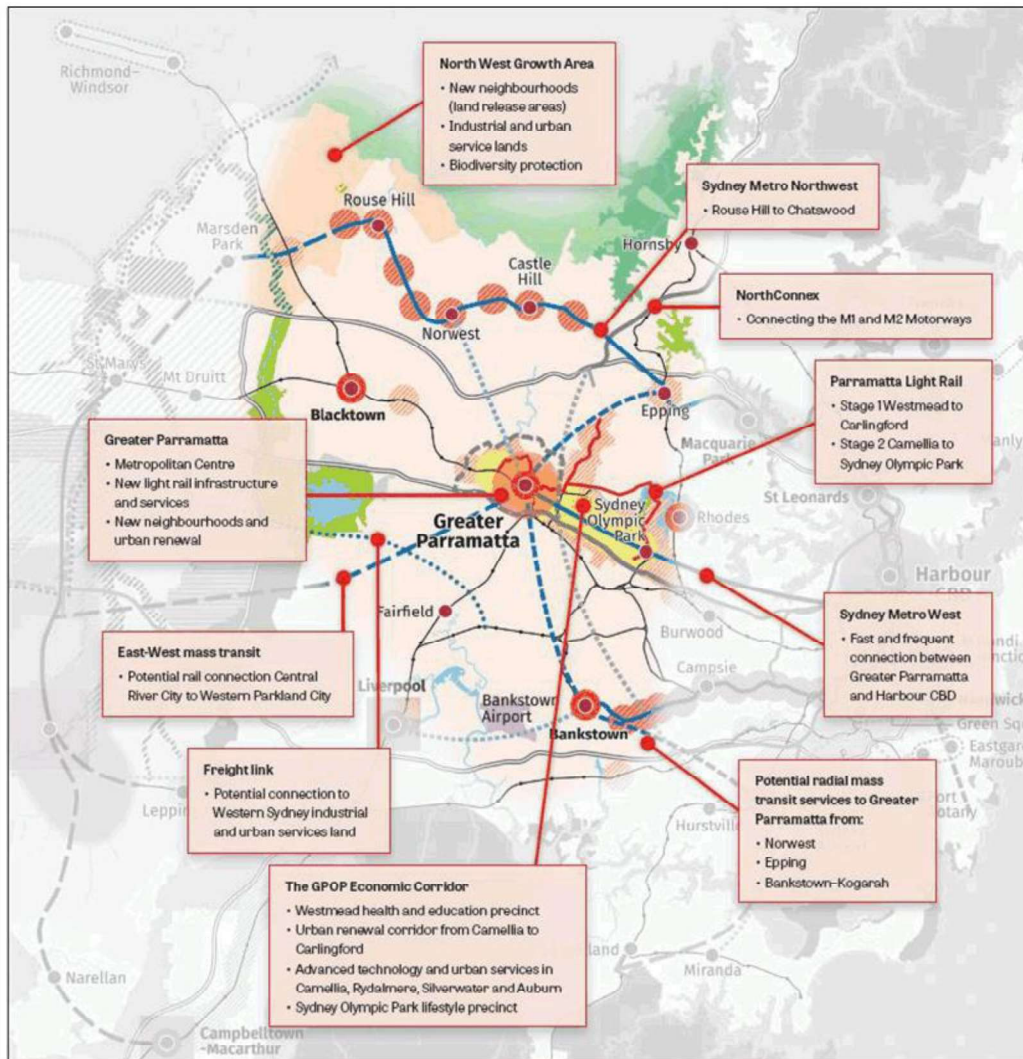 Richmond-
Windsor
North West Growth Area
• New neighbourhoods
(land release areas)
• Industrial and urban
service lands
• Biodiversity protection
Sydney Metro Northwest
• Rouse Hill to Chatswood
Rouse Hill
Marsden
Park
Hornsby
Castle
Hill
NorthConnex
• Connecting the M1 and M2 Motorways
Norwest
St Marys
Mt Druitt
Blacktown
Epping
Parramatta Light Rail
• Stage 1 Westmead to
Carlingford
• Stage 2 Camellia to
Sydney Olympic Park
Macquarie
Park
Greater Parramatta
• Metropolitan Centre
• New light rail infrastructure
and services
• New neighbourhoods and
urban renewal
St Leonards
Sydney
Olympic
Park
Rhodes
Greater
Parramatta
Harbour
CBD
Fairfield
Burwood
Sydney Metro West
• Fast and frequent
connection between
Greater Parramatta
and Harbour CBD
East-West mass transit
• Potential rail connection Central
River City to Western Parkland City
Campsie
Liverpool
Bankstown
Airport
Bankstown
Green Sq
Eastgar
Maroub
Freight link
• Potential connection to
Western Sydney industrial
and urban services land
Leppin
Potential radial mass
transit services to Greater
Parramatta from:
• Norwest
• Epping
• Bankstown–Kogarah
Hurstvill
Port
otany
The GPOP Economic Corridor
• Westmead health and education precinct
• Urban renewal corridor from Camellia to
Carlingford
• Advanced technology and urban services in
Camellia, Rydalmere, Silverwater and Auburn
• Sydney Olympic Park lifestyle precinct
land
Miranda
Narellan
Campbelltown
-Macarthur